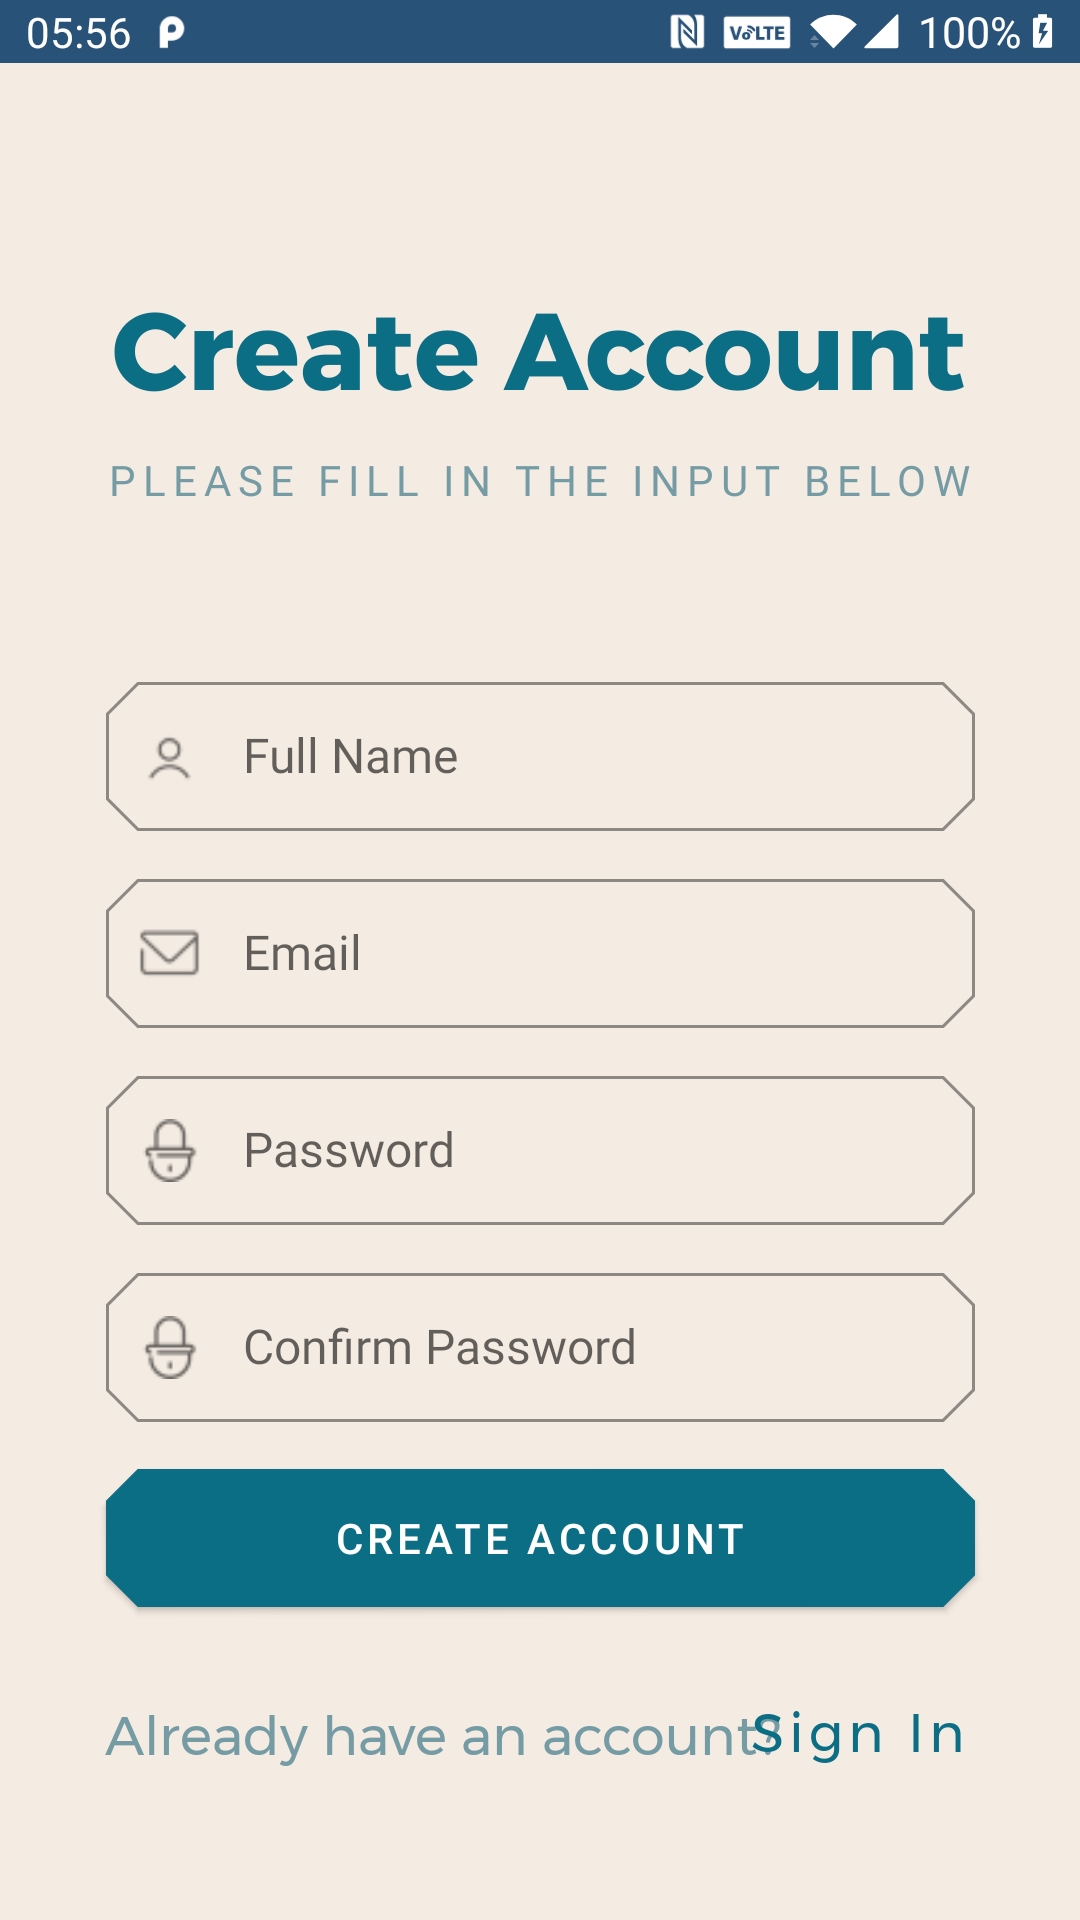 05:56 VoLTE 100%
Create Account
PLEASE FILL IN THE INPUT BELOW
Full Name
Email
Password
Confirm Password
CREATE ACCOUNT
Already have an account? Sign In